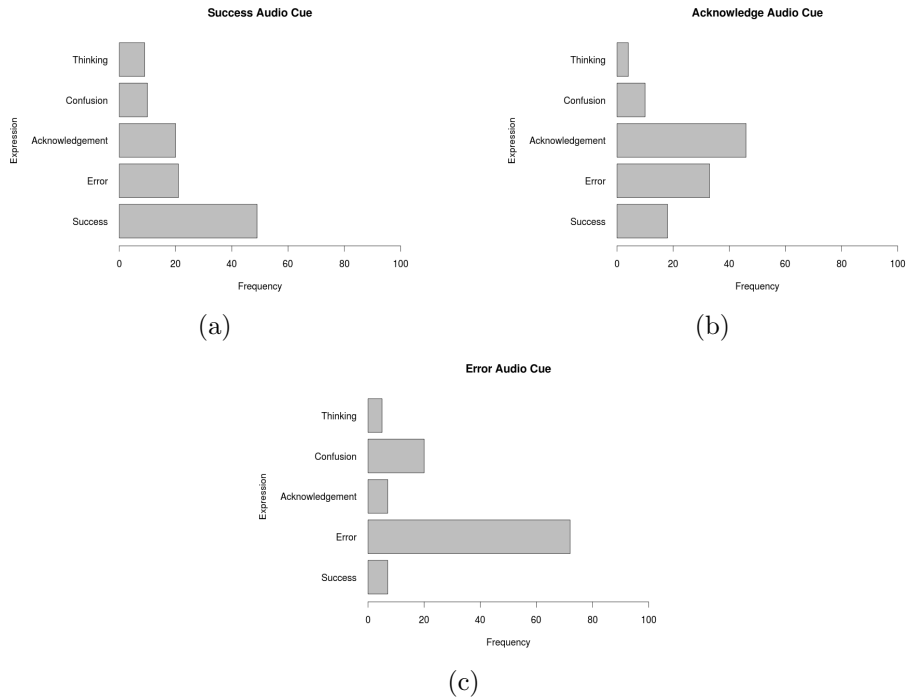 Success Audio Cue
Thinking
Confusion
Acknowledgement
Error
Success
Expression
0 20 40 60 80 100
Frequency
(a)
Acknowledge Audio Cue
Thinking
Confusion
Acknowledgement
Error
Success
Expression
0 20 40 60 80 100
Frequency
(b)
Error Audio Cue
Thinking
Confusion
Acknowledgement
Error
Success
Expression
0 20 40 60 80 100
Frequency
(c)